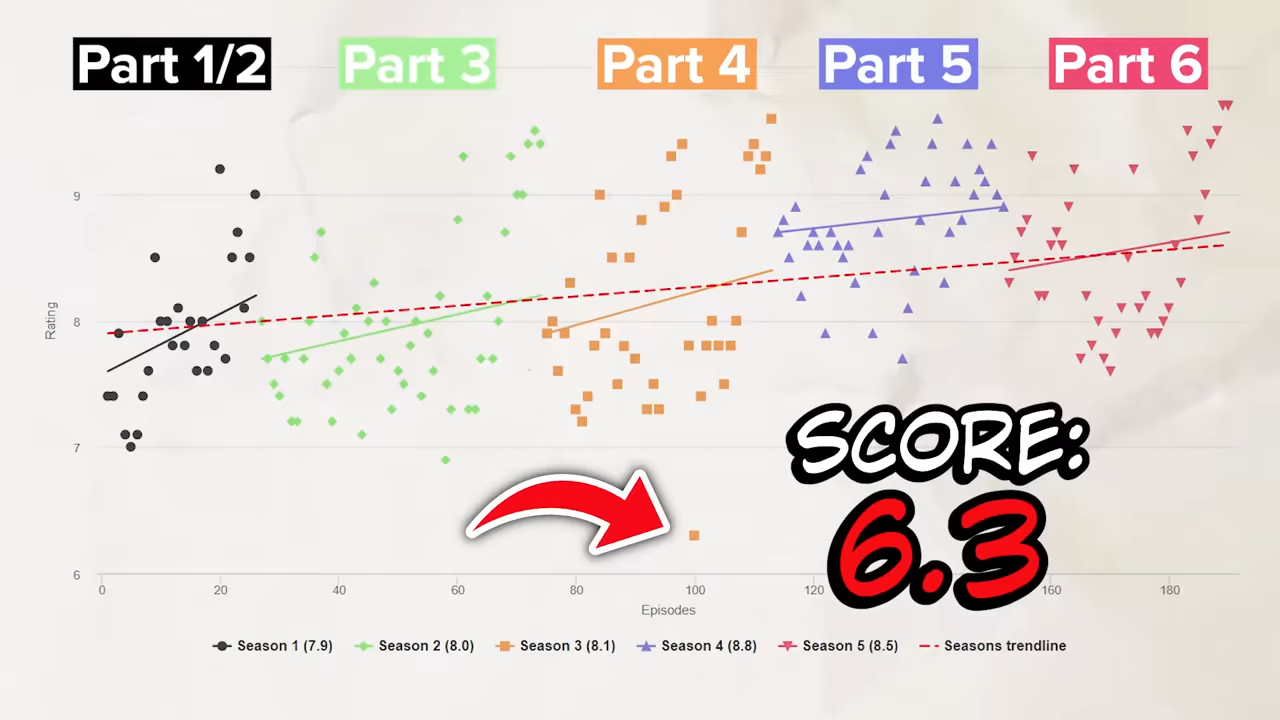 Part 1/2
Part 3
Part 4
Part 5
Part 6
9
8
7
6
Rating
SCORE:
6.3
0
20
40
60
80
100
120
160
180
Episodes
Season 1 (7.9)
Season 2 (8.0)
Season 3 (8.1)
Season 4 (8.8)
Season 5 (8.5)
Seasons trendline